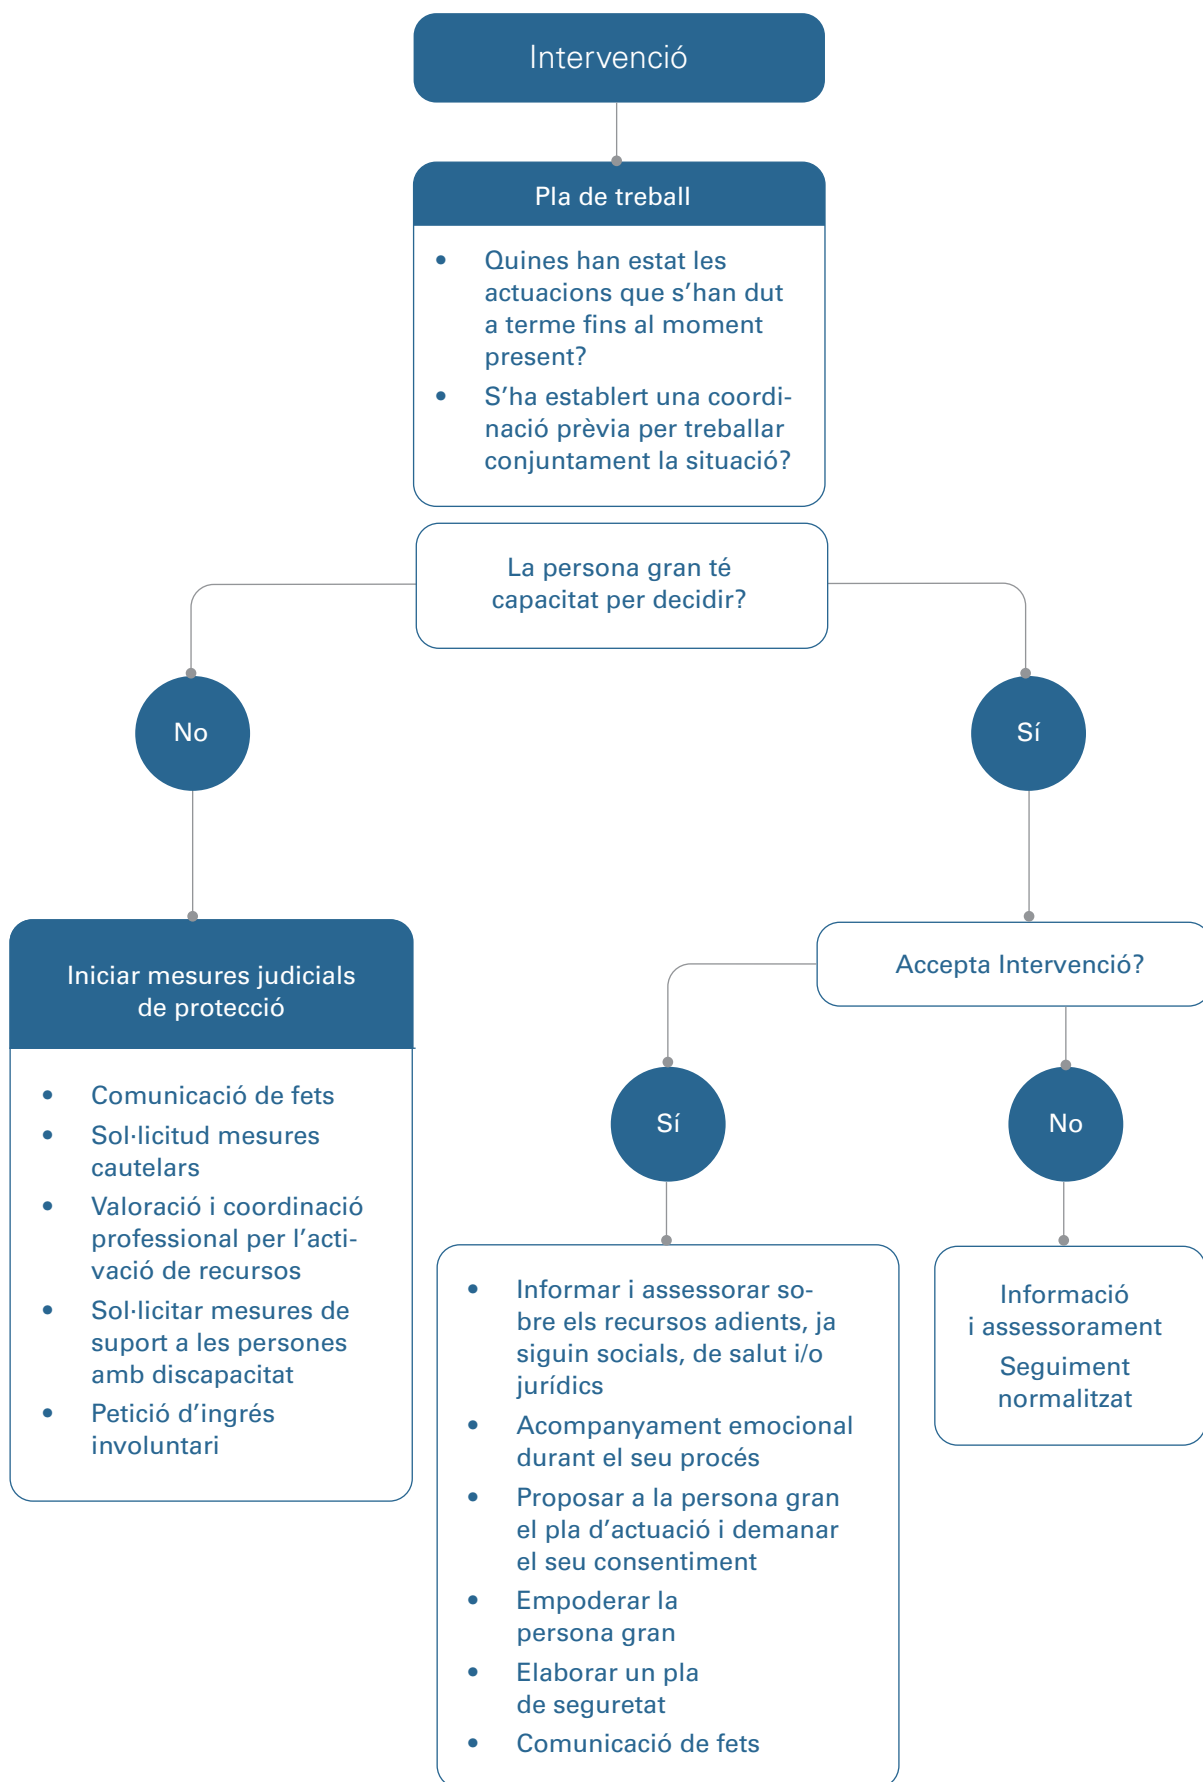 Intervenció
Pla de treball
• Quines han estat les
actuacions que s’han dut
a terme fins al moment
present?
• S’ha establert una coordi-
nació prèvia per treballar
conjuntament la situació?
La persona gran té
capacitat per decidir?
No
Sí
Iniciar mesures judicials
de protecció
• Comunicació de fets
• Sol·licitud mesures
cautelars
• Valoració i coordinació
professional per l’acti-
vació de recursos
• Sol·licitar mesures de
suport a les persones
amb discapacitat
• Petició d’ingrés
involuntari
Accepta Intervenció?
Sí
No
• Informar i assessorar so-
bre els recursos adients, ja
siguin socials, de salut i/o
jurídics
• Acompanyament emocional
durant el seu procés
• Proposar a la persona gran
el pla d’actuació i demanar
el seu consentiment
• Empoderar la
persona gran
• Elaborar un pla
de seguretat
• Comunicació de fets
Informació
i assessorament
Seguiment
normalitzat